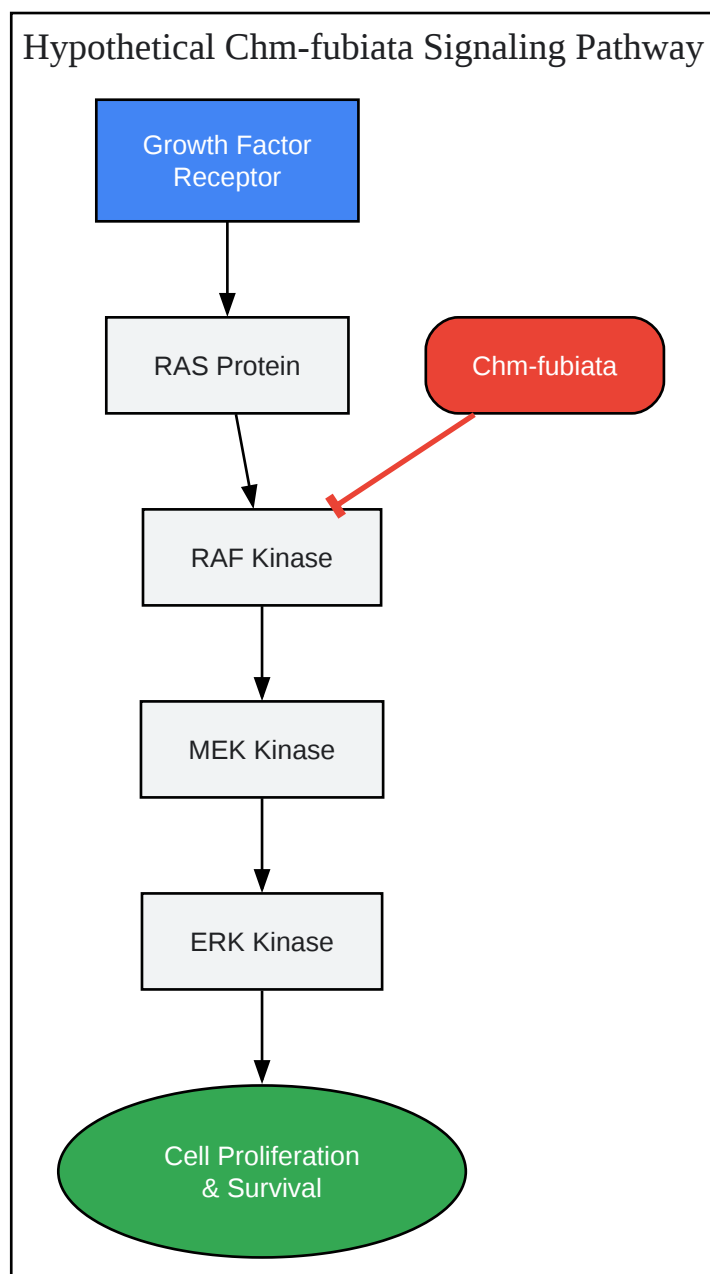 Hypothetical Chm-fubiata Signaling Pathway
Growth Factor
Receptor
RAS Protein
Chm-fubiata
RAF Kinase
MEK Kinase
ERK Kinase
Cell Proliferation
& Survival